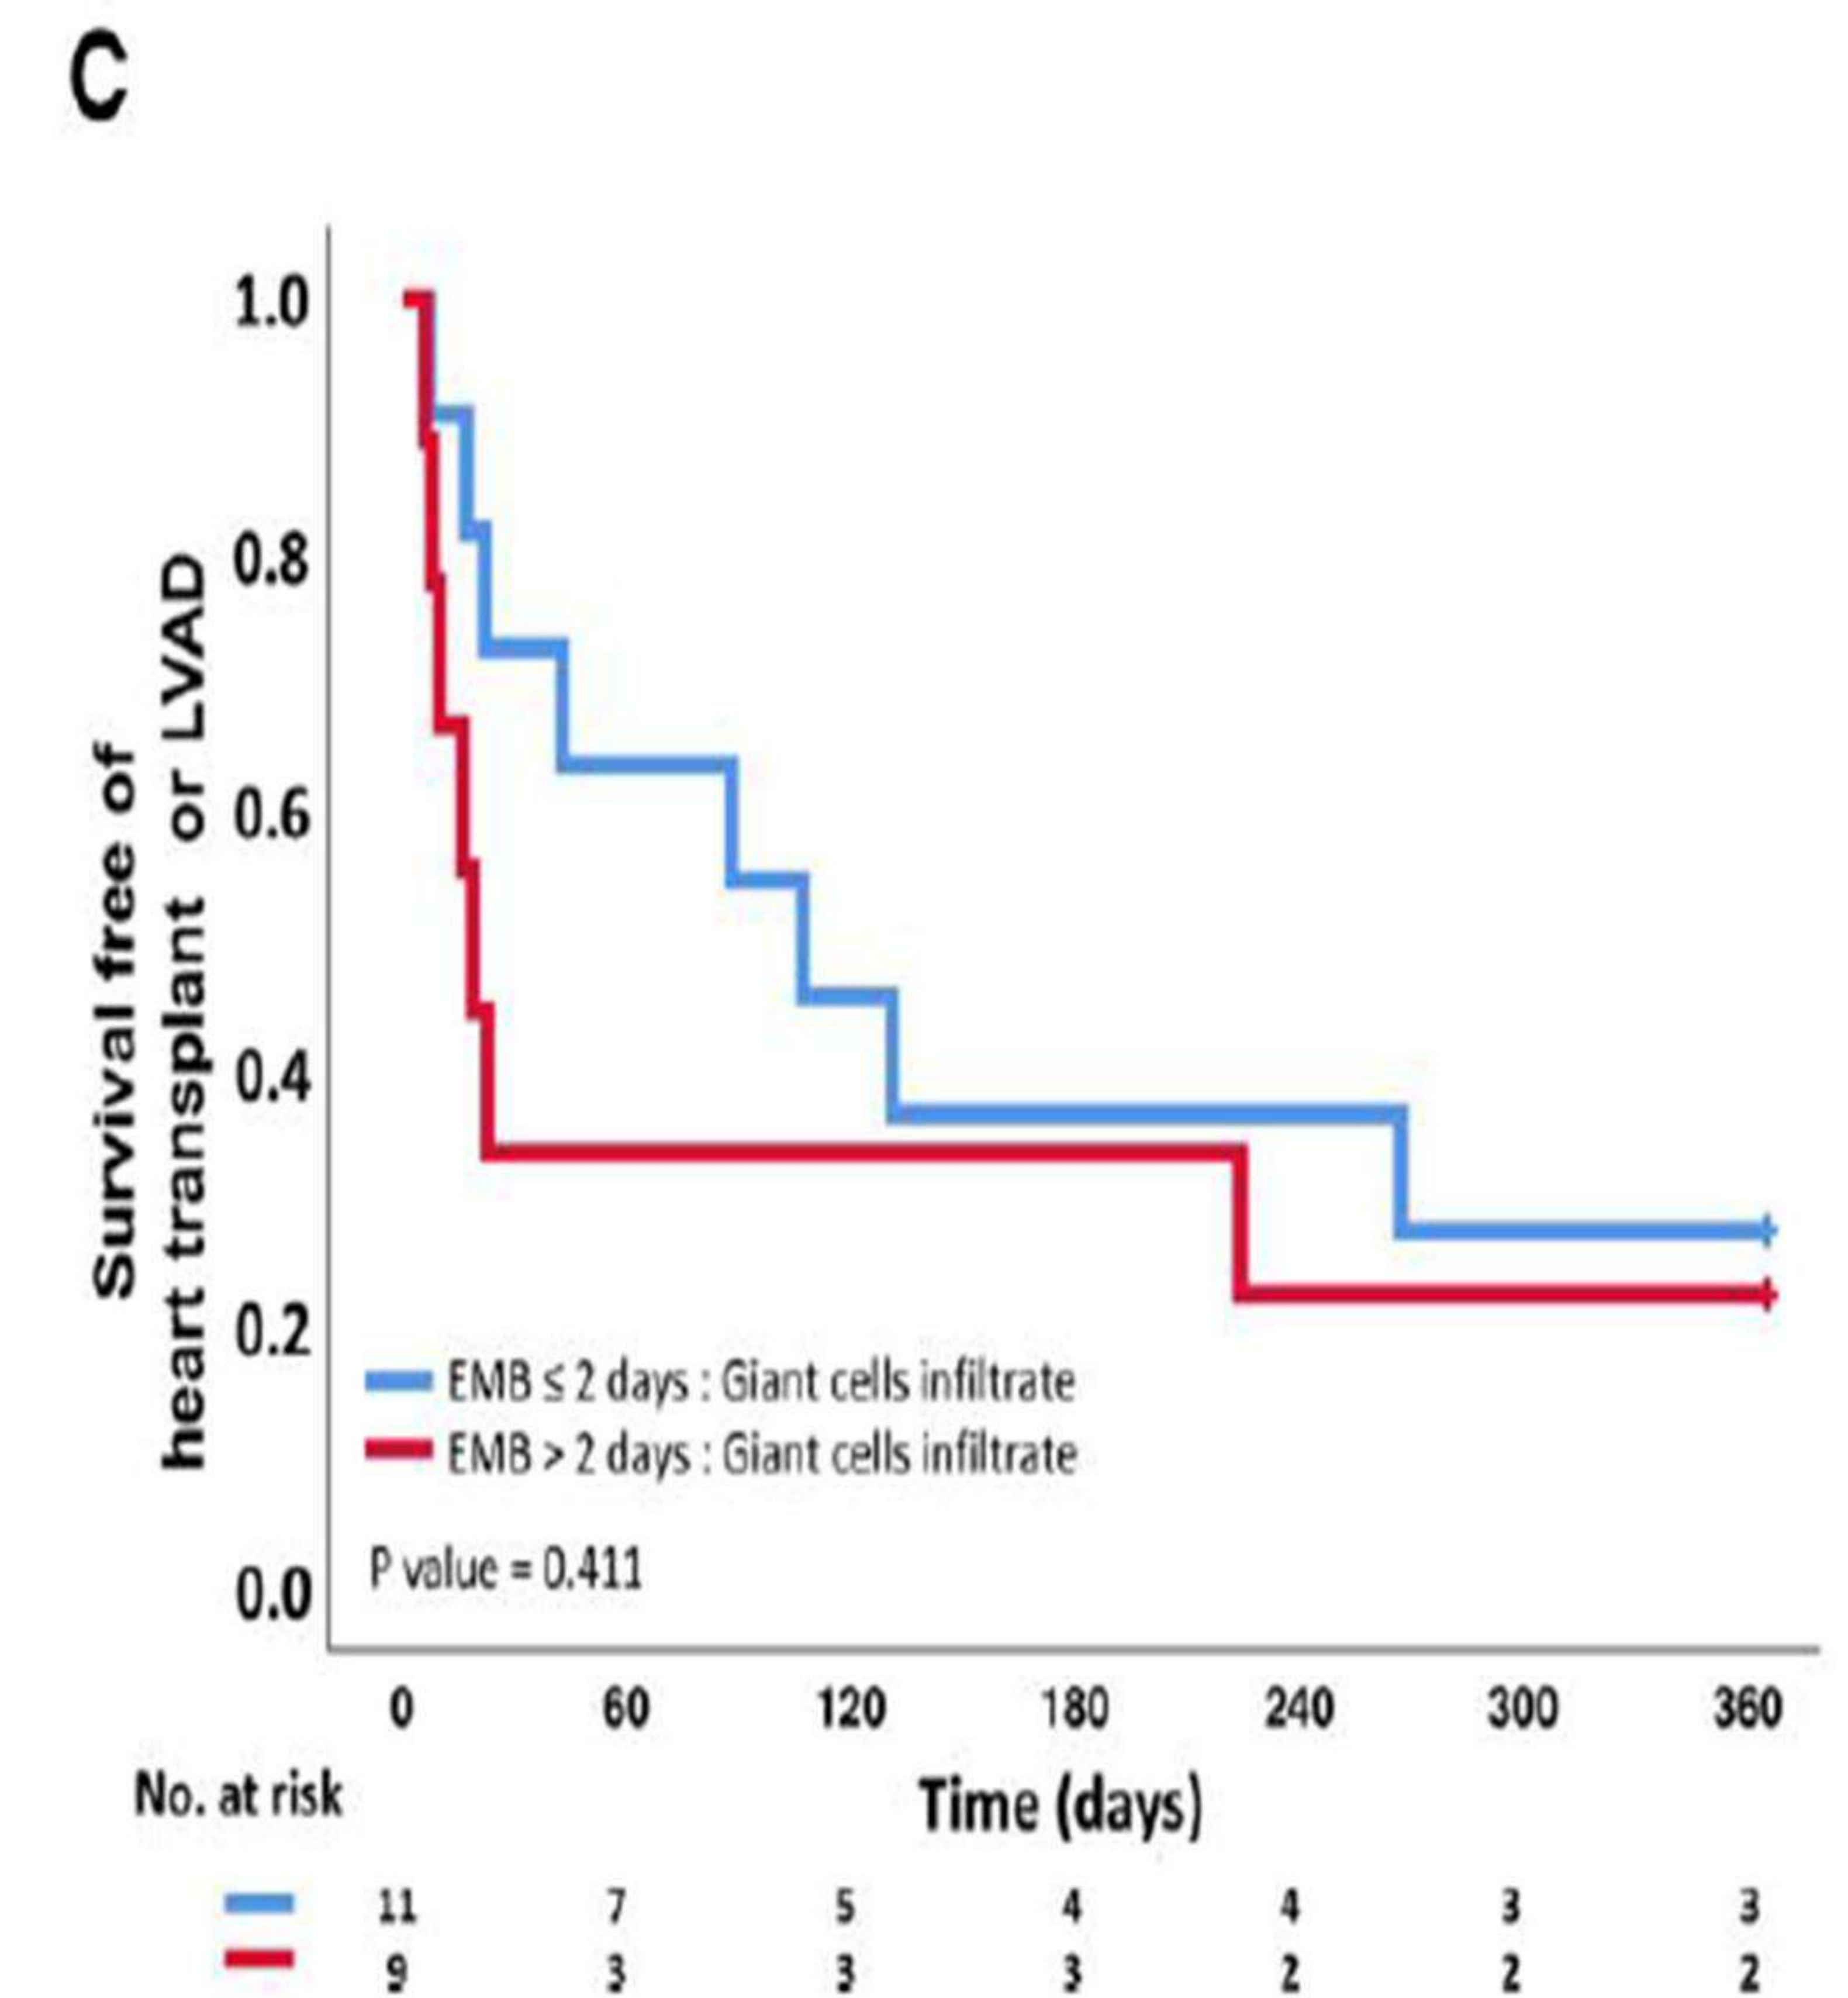 C
Survival free of
heart transplant or LVAD
1.0
0.8
0.6
0.4
0.2
0.0
EMB ≤ 2 days : Giant cells infiltrate
EMB > 2 days : Giant cells infiltrate
P value = 0.411
0 60 120 180 240 300 360
No. at risk
Time (days)
11 7 5 4 4 3 3
9 3 3 3 2 2 2